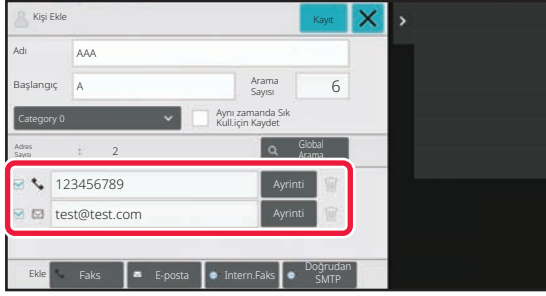 Kişi Ekle
Kayıt
Adı
AAA
Başlangıç
A
Arama
Sayısı
6
Category 0
Aynı zamanda Sık
Kull.için Kaydet
Adres
Sayısı
:
2
Global
Arama
123456789
Ayrinti
test@test.com
Ayrinti
Ekle
Faks
E-posta
Intern.Faks
Doğrudan
SMTP